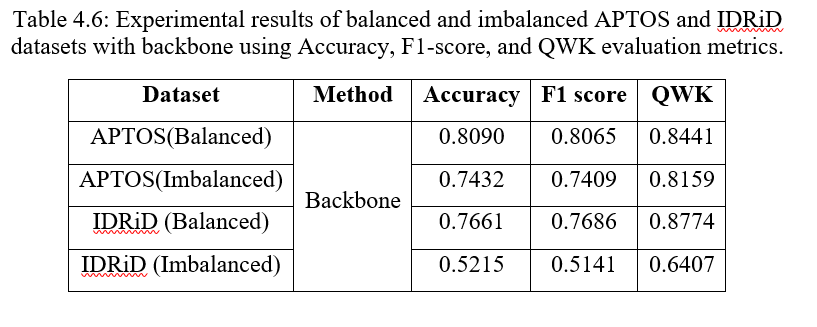 Table 4.6: Experimental results of balanced and imbalanced APTOS and IDRiD
datasets with backbone using Accuracy, F1-score, and QWK evaluation metrics.
Dataset Method Accuracy F1 score QWK
APTOS(Balanced) 0.8090 0.8065 0.8441
APTOS(Imbalanced) 0.7432 0.7409 0.8159
Backbone
IDRiD (Balanced) 0.7661 0.7686 0.8774
IDRiD (Imbalanced) 0.5215 0.5141 0.6407